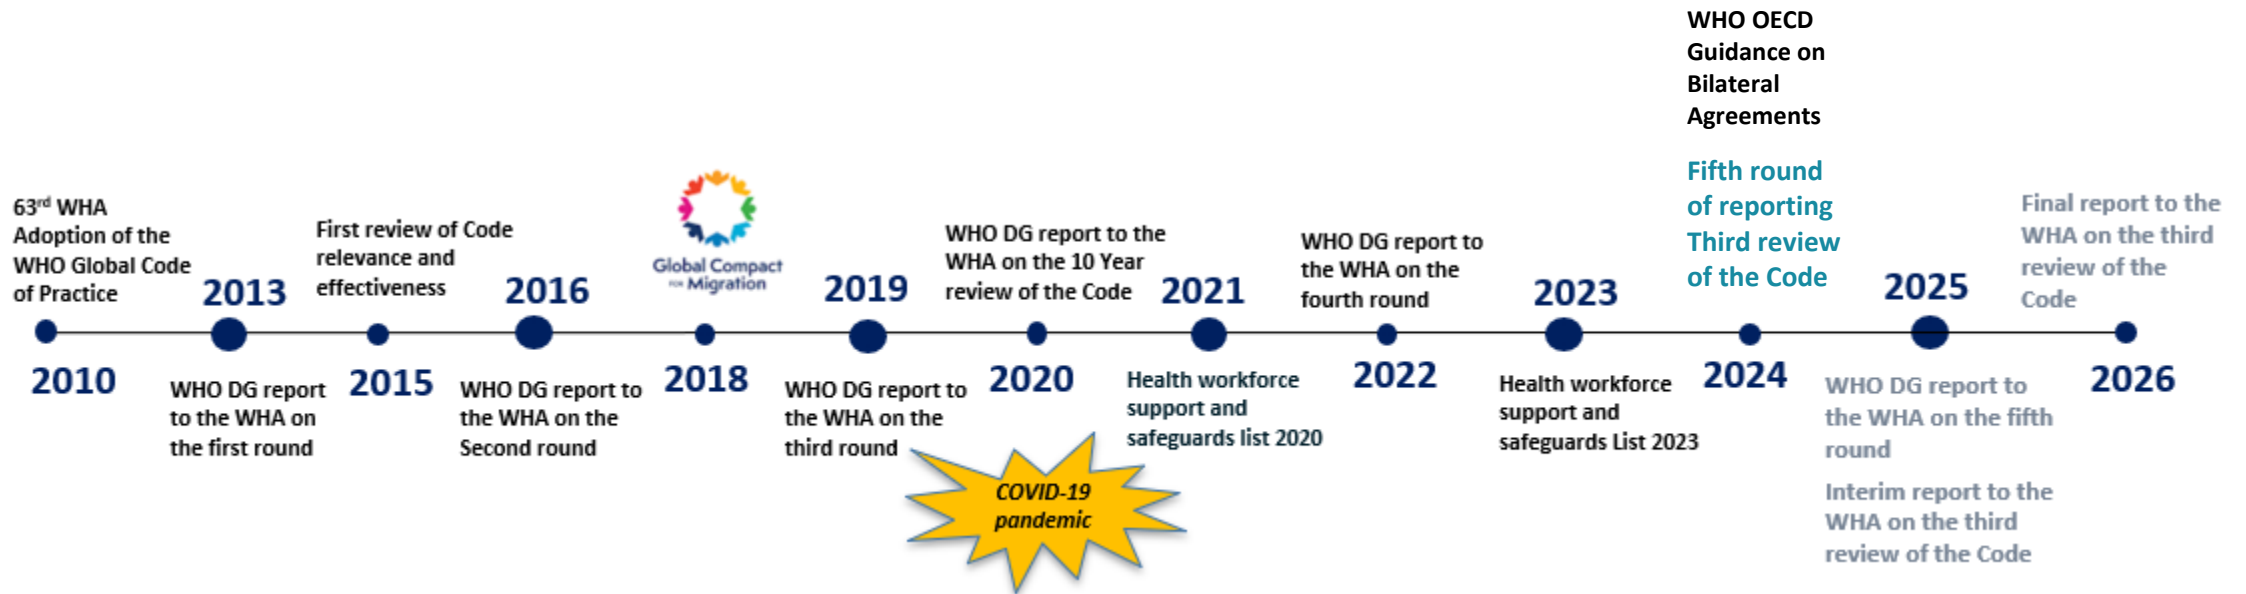 63rd WHA
Adoption of the
WHO Global Code
of Practice
2010
2013
WHO DG report
to the WHA on
the first round
First review of Code
relevance and
effectiveness
2015
2016
WHO DG report to
the WHA on the
Second round
Global Compact
FOR Migration
2018
2019
WHO DG report to
the WHA on the
third round
COVID-19
pandemic
WHO DG report to the
WHA on the 10 Year
review of the Code
2020
2021
Health workforce
support and
safeguards list 2020
WHO DG report to
the WHA on the
fourth round
2022
2023
Health workforce
support and
safeguards List 2023
WHO OECD
Guidance on
Bilateral
Agreements
Fifth round
of reporting
Third review
of the Code
2024
2025
WHO DG report to
the WHA on the fifth
round
Interim report to the
WHA on the third
review of the Code
Final report to the
WHA on the third
review of the
Code
2026